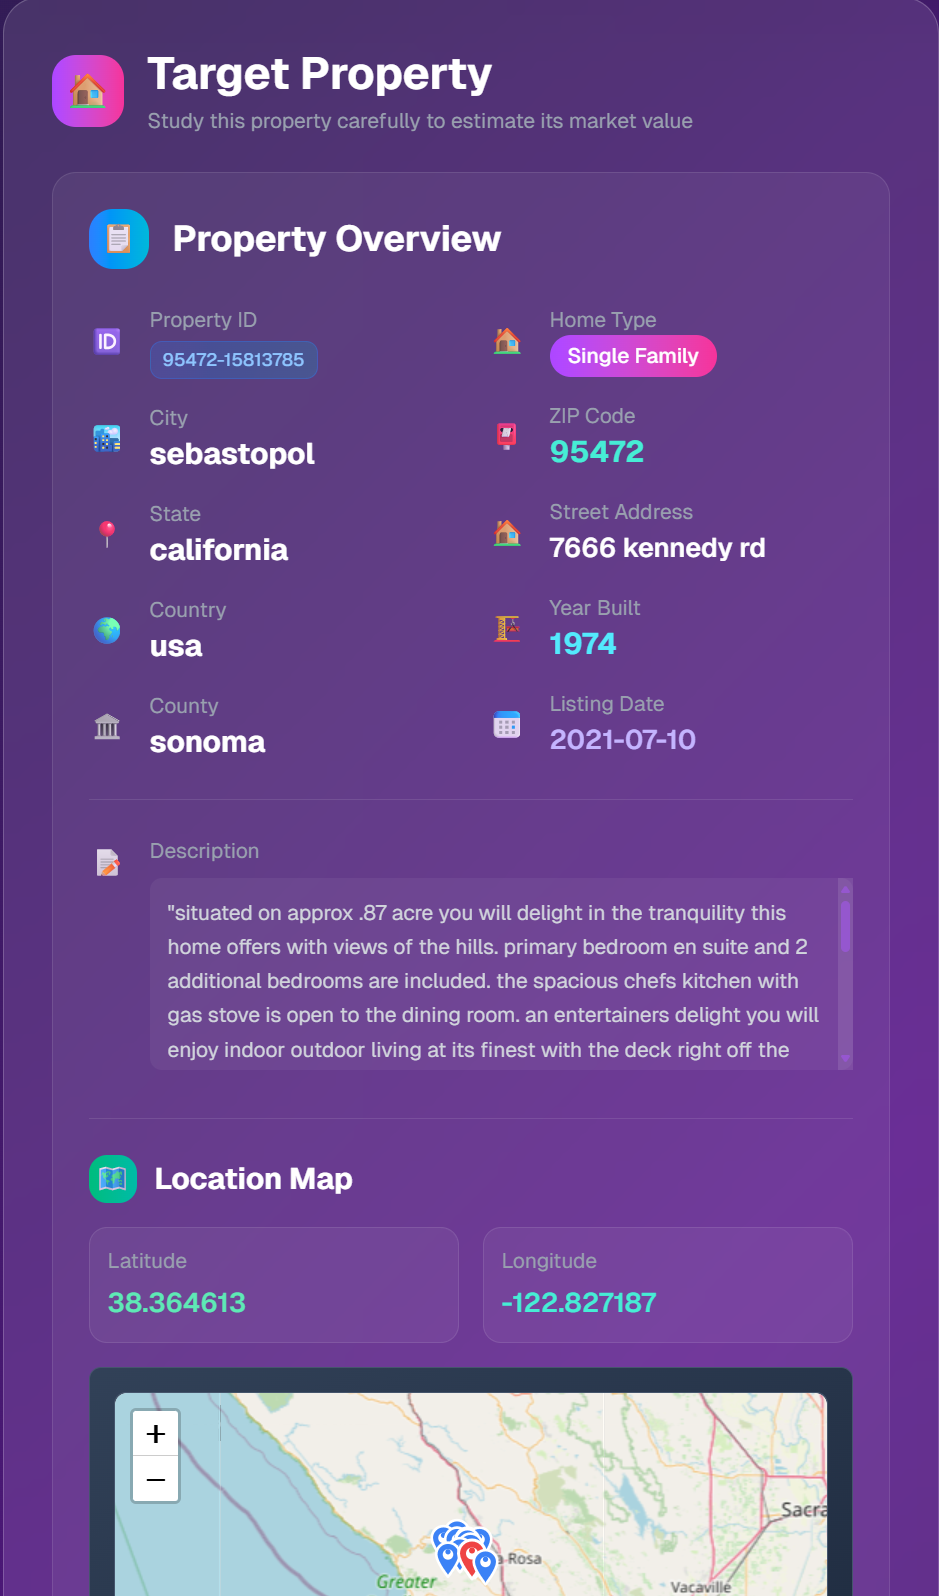 Target Property
Study this property carefully to estimate its market value
Property Overview
ID
Property ID
95472-15813785
Home Type
Single Family
City
sebastopol
ZIP Code
95472
State
california
Street Address
7666 kennedy rd
Country
usa
Year Built
1974
County
sonoma
Listing Date
2021-07-10
Description
"situated on approx .87 acre you will delight in the tranquility this
home offers with views of the hills. primary bedroom en suite and 2
additional bedrooms are included. the spacious chefs kitchen with
gas stove is open to the dining room. an entertainers delight you will
enjoy indoor outdoor living at its finest with the deck right off the
Location Map
Latitude
38.364613
Longitude
-122.827187
+
−
Sacra
a Rosa
Greater
Vacaville